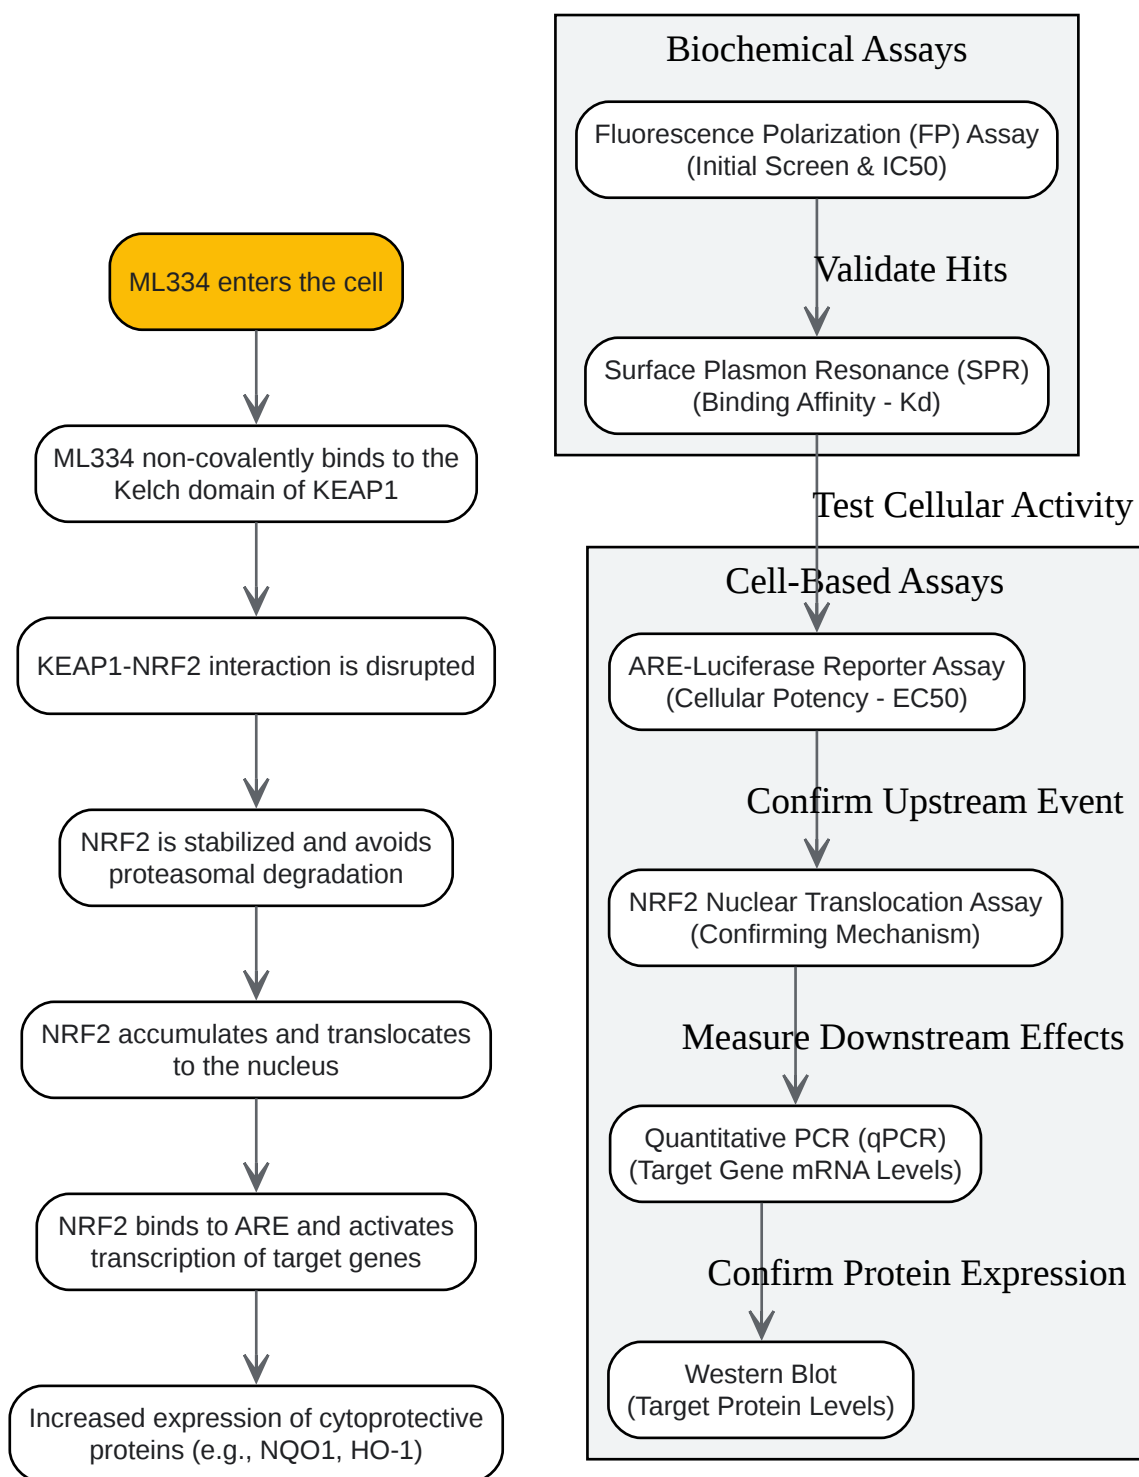 ML334 enters the cell
ML334 non-covalently binds to the
Kelch domain of KEAP1
KEAP1-NRF2 interaction is disrupted
NRF2 is stabilized and avoids
proteasomal degradation
NRF2 accumulates and translocates
to the nucleus
NRF2 binds to ARE and activates
transcription of target genes
Increased expression of cytoprotective
proteins (e.g., NQO1, HO-1)
Biochemical Assays
Fluorescence Polarization (FP) Assay
(Initial Screen & IC50)
Validate Hits
Surface Plasmon Resonance (SPR)
(Binding Affinity - Kd)
Test Cellular Activity
Cell-Based Assays
ARE-Luciferase Reporter Assay
(Cellular Potency - EC50)
Confirm Upstream Event
NRF2 Nuclear Translocation Assay
(Confirming Mechanism)
Measure Downstream Effects
Quantitative PCR (qPCR)
(Target Gene mRNA Levels)
Confirm Protein Expression
Western Blot
(Target Protein Levels)